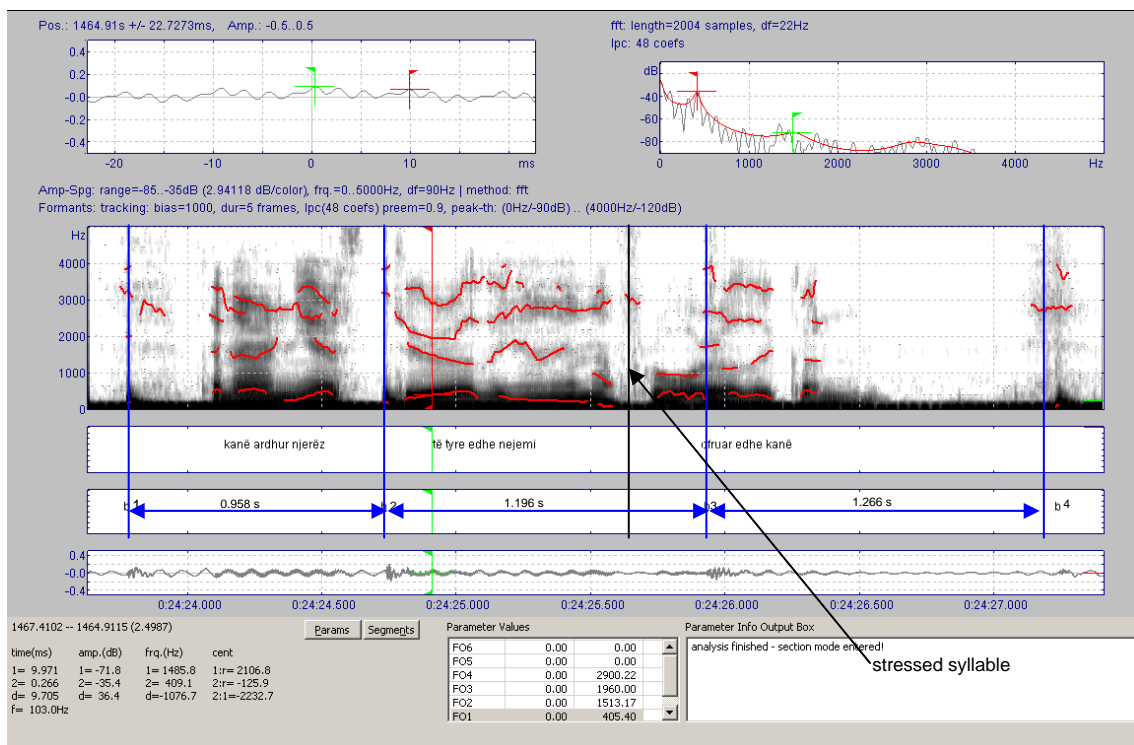 Pos.: 1464.91s +/- 22.7273ms, Amp.: -0.5..0.5
0.4
0.2
-0.0
-0.2
-0.4
-20
-10
0
10
ms
fft: length=2004 samples, df=22Hz
lpc: 48 coefs
dB
-40
-80
0
1000
2000
3000
4000
Hz
Amp-Spg: range=-85..-35dB (2.94118 dB/color), frq.=0..5000Hz, df=90Hz | method: fft
Formants: tracking: bias=1000, dur=5 frames, lpc(48 coefs) preem=0.9, peak-th: (0Hz/-90dB) .. (4000Hz/-120dB)
Hz
4000
3000
2000
1000
0
kanë ardhur njerëz
të tyre edhe nejemi
ofruar edhe kanë
b 1
0.958 s
b 2
1.196 s
b3
1.266 s
b 4
0.4
-0.0
-0.4
0:24:24.000
0:24:24.500
0:24:25.000
0:24:25.500
0:24:26.000
0:24:26.500
0:24:27.000
1467.4102 -- 1464.9115 (2.4987)
Params
Segments
time(ms) amp.(dB) frq.(Hz) cent
1= 9.971 1= -71.8 1= 1485.8 1:r= 2106.8
2= 0.266 2= -35.4 2= 409.1 2:r= -125.9
d= 9.705 d= 36.4 d=-1076.7 2:1=-2232.7
f= 103.0Hz
Parameter Values
FO6 0.00 0.00
FO5 0.00 0.00
FO4 0.00 2900.22
FO3 0.00 1960.00
FO2 0.00 1513.17
FO1 0.00 405.40
Parameter Info Output Box
analysis finished - section mode entered!
stressed syllable